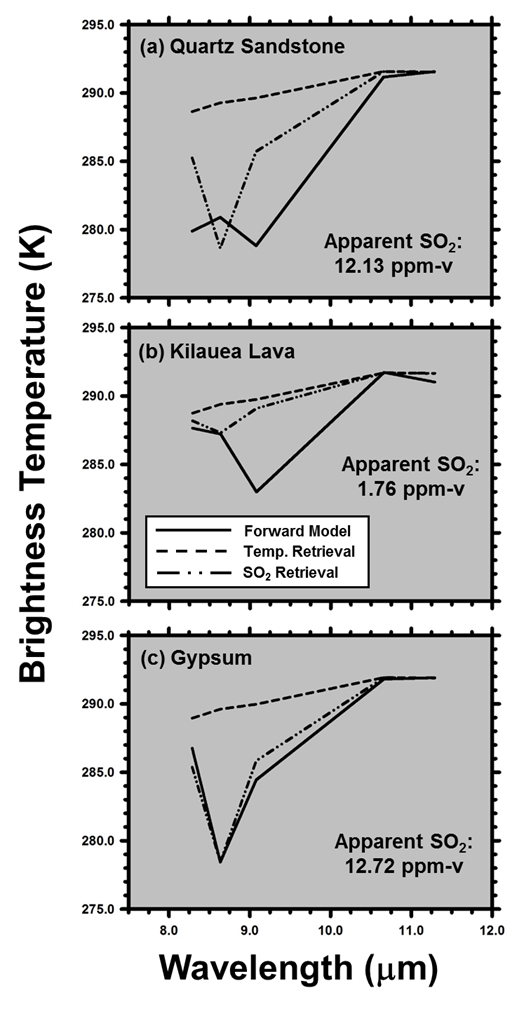 295.0
(a) Quartz Sandstone
290.0
285.0
280.0
Apparent SO₂:
12.13 ppm-v
275.0
295.0
(b) Kilauea Lava
290.0
285.0
Apparent SO₂:
1.76 ppm-v
280.0
Forward Model
Temp. Retrieval
SO₂ Retrieval
275.0
295.0
(c) Gypsum
290.0
285.0
280.0
Apparent SO₂:
12.72 ppm-v
275.0
8.0 9.0 10.0 11.0 12.0
Wavelength (μm)
Brightness Temperature (K)